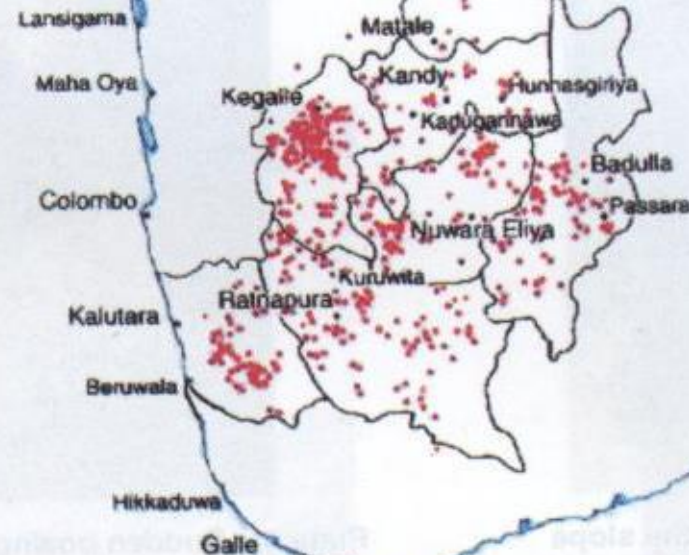 Lansigama
Matale
Maha Oya
Kandy
Hunnasgiriya
Kegalle
Kadugannawa
Badulla
Colombo
Passara
Nuwara Eliya
Kuruwita
Ratnapura
Kalutara
Beruwala
Hikkaduwa
Galle